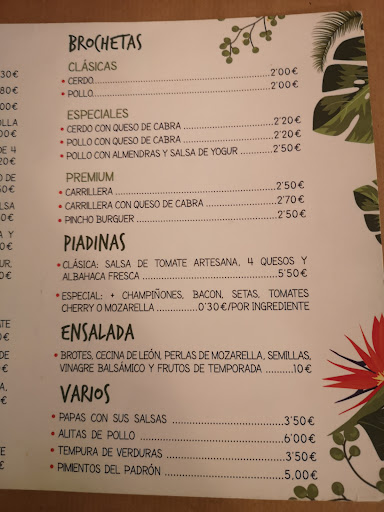 BROCHETAS
CLÁSICAS
• CERDO..........2'00€
• POLLO..........2'00€
ESPECIALES
• CERDO CON QUESO DE CABRA..........2'20€
• POLLO CON QUESO DE CABRA..........2'20€
• POLLO CON ALMENDRAS Y SALSA DE YOGUR..........2'50€
PREMIUM
• CARRILLERA..........2'50€
• CARRILLERA CON QUESO DE CABRA..........2'70€
• PINCHO BURGUER..........2'50€
PIADINAS
• CLÁSICA: SALSA DE TOMATE ARTESANA, 4 QUESOS Y
ALBAHACA FRESCA..........5'50€
• ESPECIAL: + CHAMPIÑONES, BACON, SETAS, TOMATES
CHERRY O MOZARELLA..........0'30€/POR INGREDIENTE
ENSALADA
• BROTES, CECINA DE LEÓN, PERLAS DE MOZARELLA, SEMILLAS,
VINAGRE BALSÁMICO Y FRUTOS DE TEMPORADA..........10€
VARIOS
• PAPAS CON SUS SALSAS..........3'50€
• ALITAS DE POLLO..........6'00€
• TEMPURA DE VERDURAS..........3'50€
• PIMIENTOS DEL PADRÓN..........5,00€